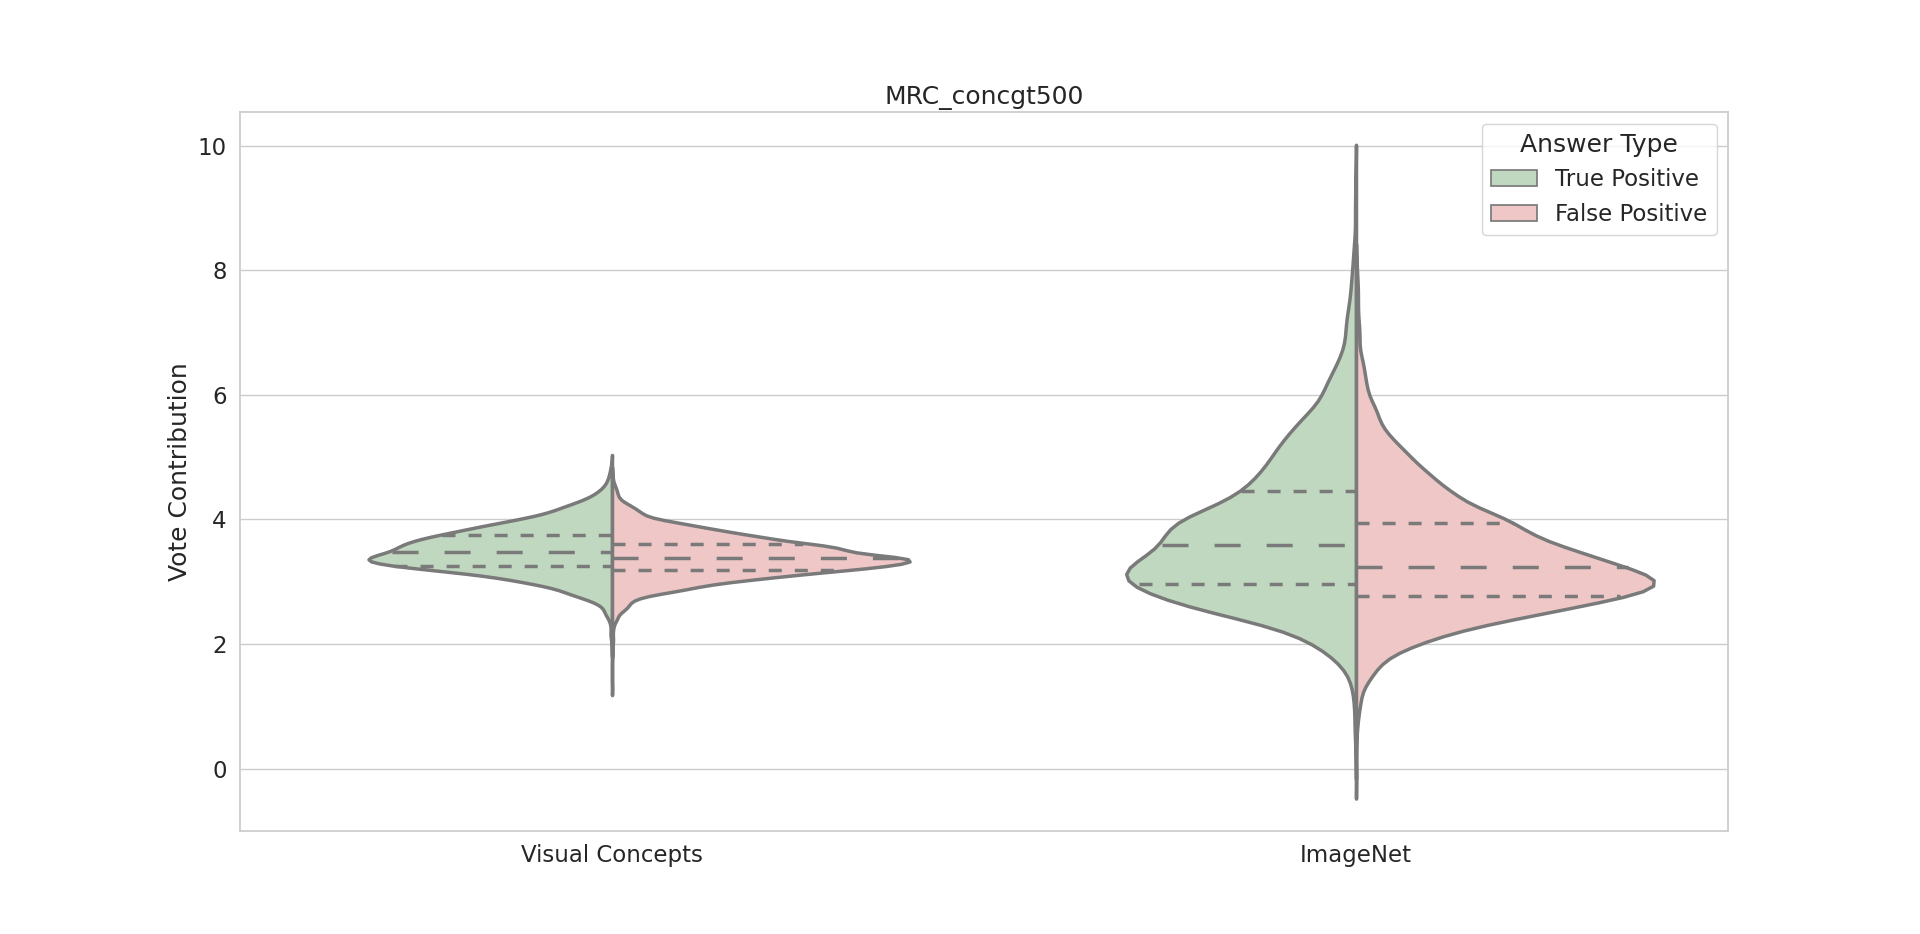 MRC_concgt500
10
8
6
4
2
0
Vote Contribution
Answer Type
True Positive
False Positive
Visual Concepts
ImageNet